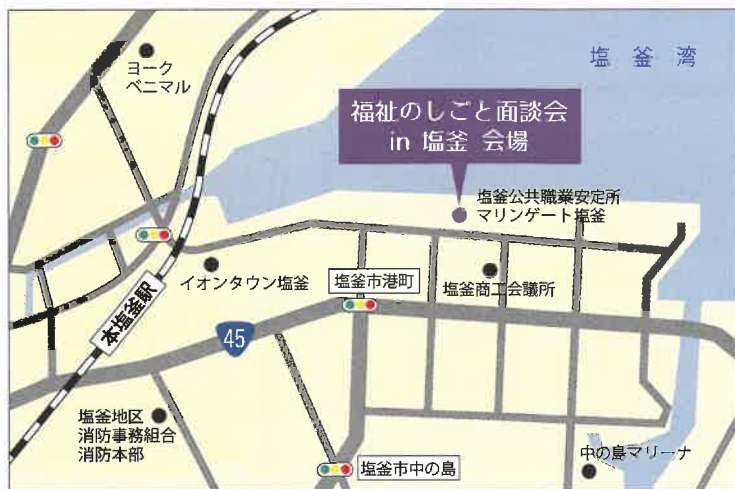 ヨーク
ベニマル
塩釜湾
福祉のしごと面談会
in 塩釜 会場
塩釜公共職業安定所
マリンゲート塩釜
イオンタウン塩釜
塩釜市港町
塩釜商工会議所
本塩釜駅
45
塩釜地区
消防事務組合
消防本部
塩釜市中の島
中の島マリーナ